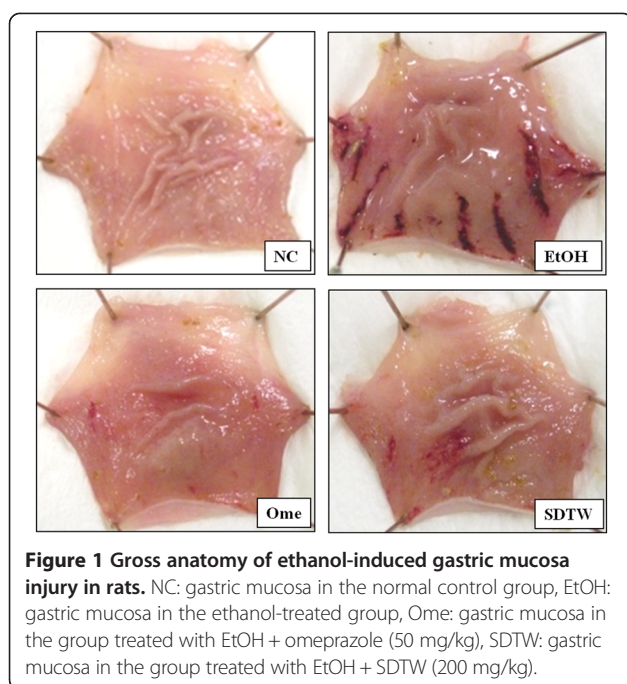 NC
EtOH
Ome
SDTW
Figure 1 Gross anatomy of ethanol-induced gastric mucosa
injury in rats. NC: gastric mucosa in the normal control group, EtOH:
gastric mucosa in the ethanol-treated group, Ome: gastric mucosa in
the group treated with EtOH + omeprazole (50 mg/kg), SDTW: gastric
mucosa in the group treated with EtOH + SDTW (200 mg/kg).